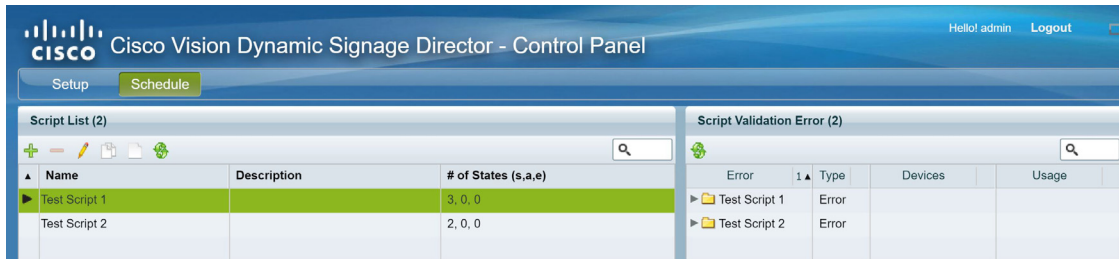 Hello! admin Logout
CISCO Cisco Vision Dynamic Signage Director - Control Panel
Setup Schedule
Script List (2)
Name Description # of States (s,a,e)
Test Script 1 3, 0, 0
Test Script 2 2, 0, 0
Script Validation Error (2)
Error 1 Type Devices Usage
Test Script 1 Error
Test Script 2 Error